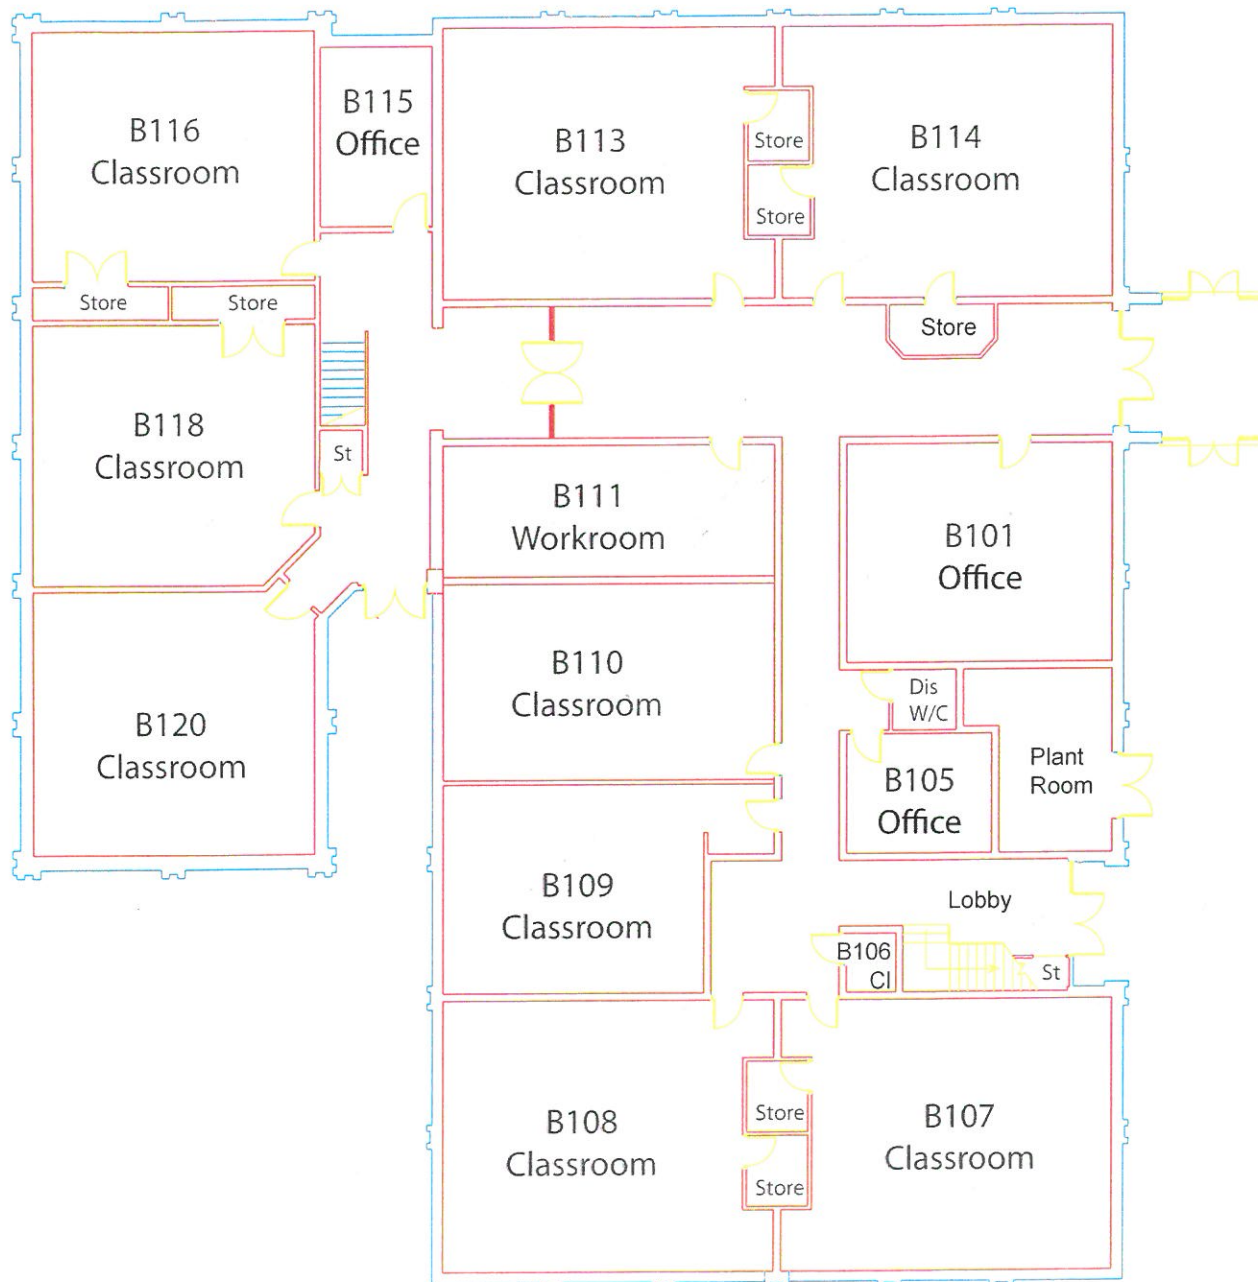 B116
Classroom
B115
Office
B113
Classroom
Store
Store
B114
Classroom
Store
Store
Store
B118
Classroom
St
B111
Workroom
B101
Office
B110
Classroom
Dis
W/C
B120
Classroom
B105
Office
Plant
Room
B109
Classroom
Lobby
B106
Cl
St
B108
Classroom
Store
Store
B107
Classroom